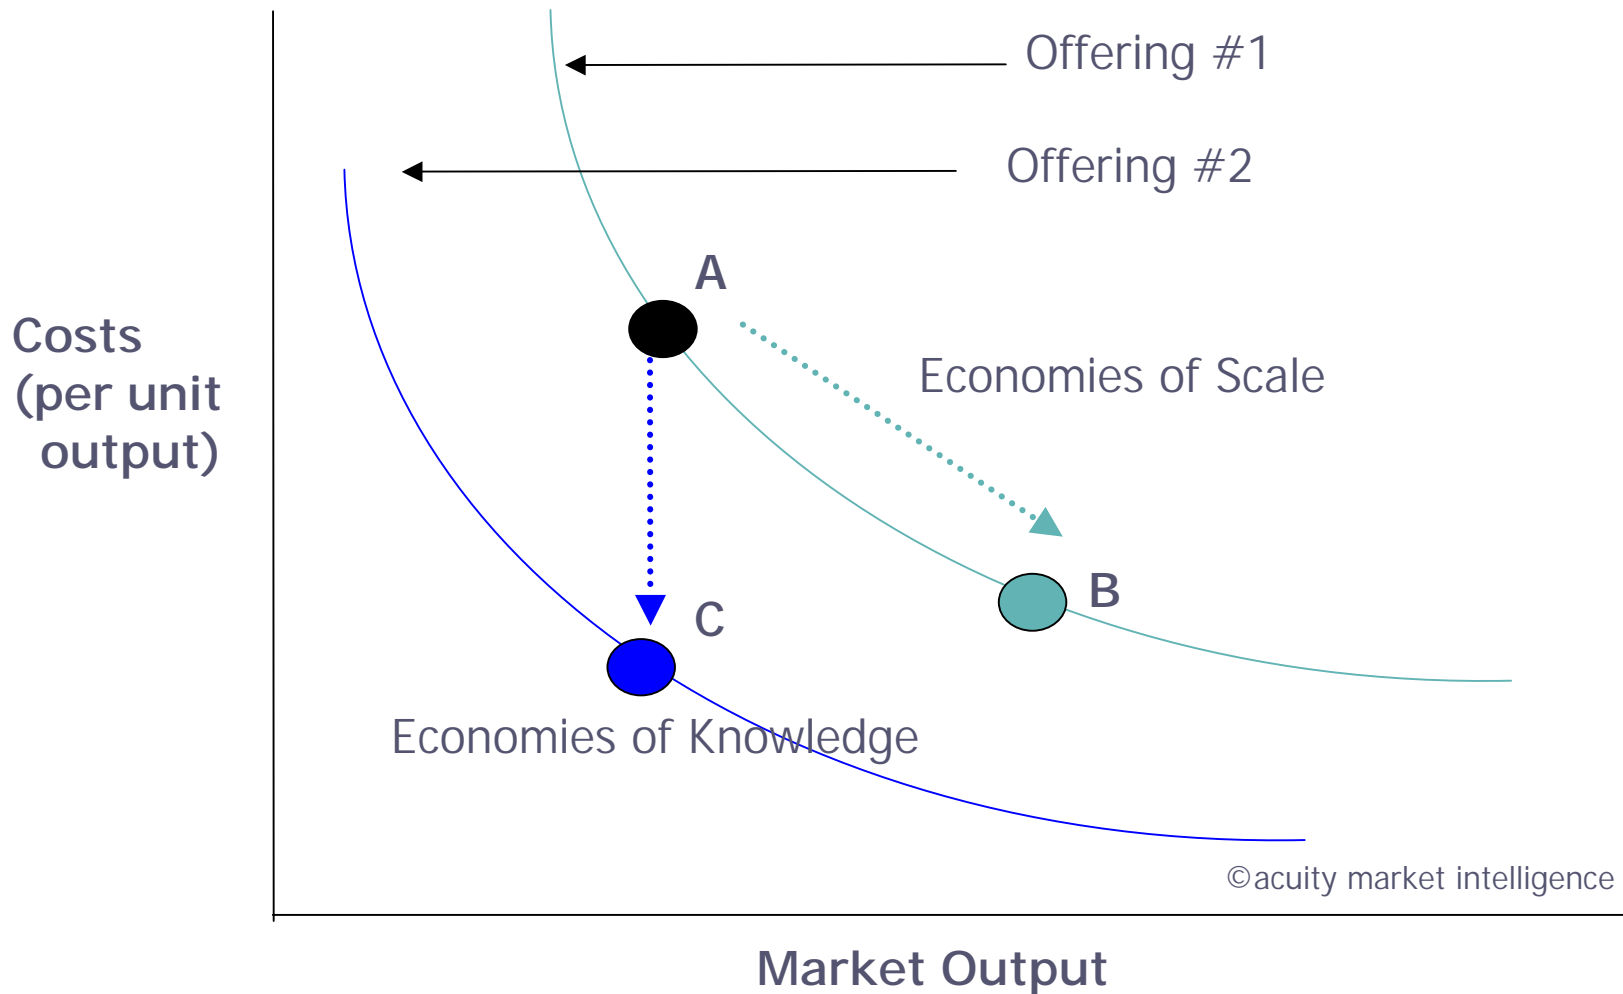 Offering #1
Offering #2
A
Costs
(per unit
output)
Economies of Scale
B
C
Economies of Knowledge
©acuity market intelligence
Market Output